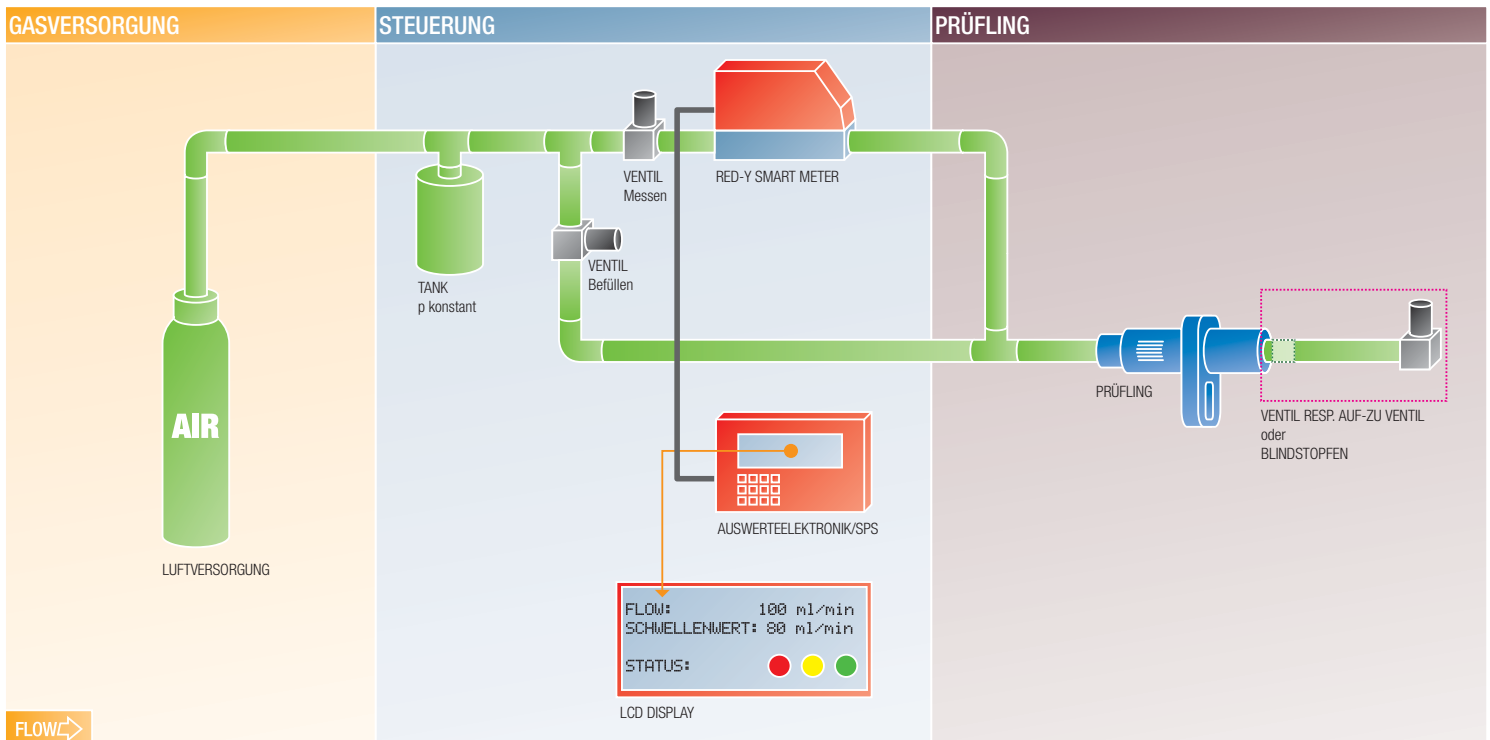 GASVERSORGUNG
STEUERUNG
PRÜFLING
VENTIL
Messen
RED-Y SMART METER
VENTIL
Befüllen
TANK
p konstant
PRÜFLING
VENTIL RESP. AUF-ZU VENTIL
oder
BLINDSTOPFEN
AIR
LUFTVERSORGUNG
AUSWERTEELEKTRONIK/SPS
FLOW: 100 ml/min
SCHWELLENWERT: 80 ml/min
STATUS:
LCD DISPLAY
FLOW